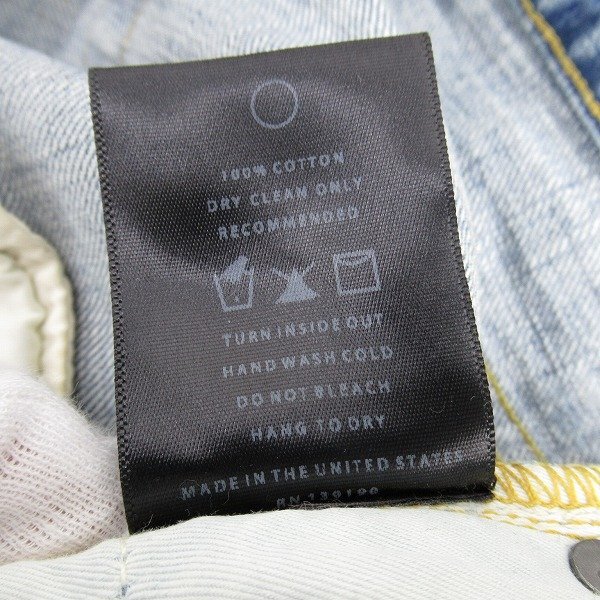 100% COTTON
DRY CLEAN ONLY
RECOMMENDED
TURN INSIDE OUT
HAND WASH COLD
DO NOT BLEACH
HANG TO DRY
MADE IN THE UNITED STATES
RN